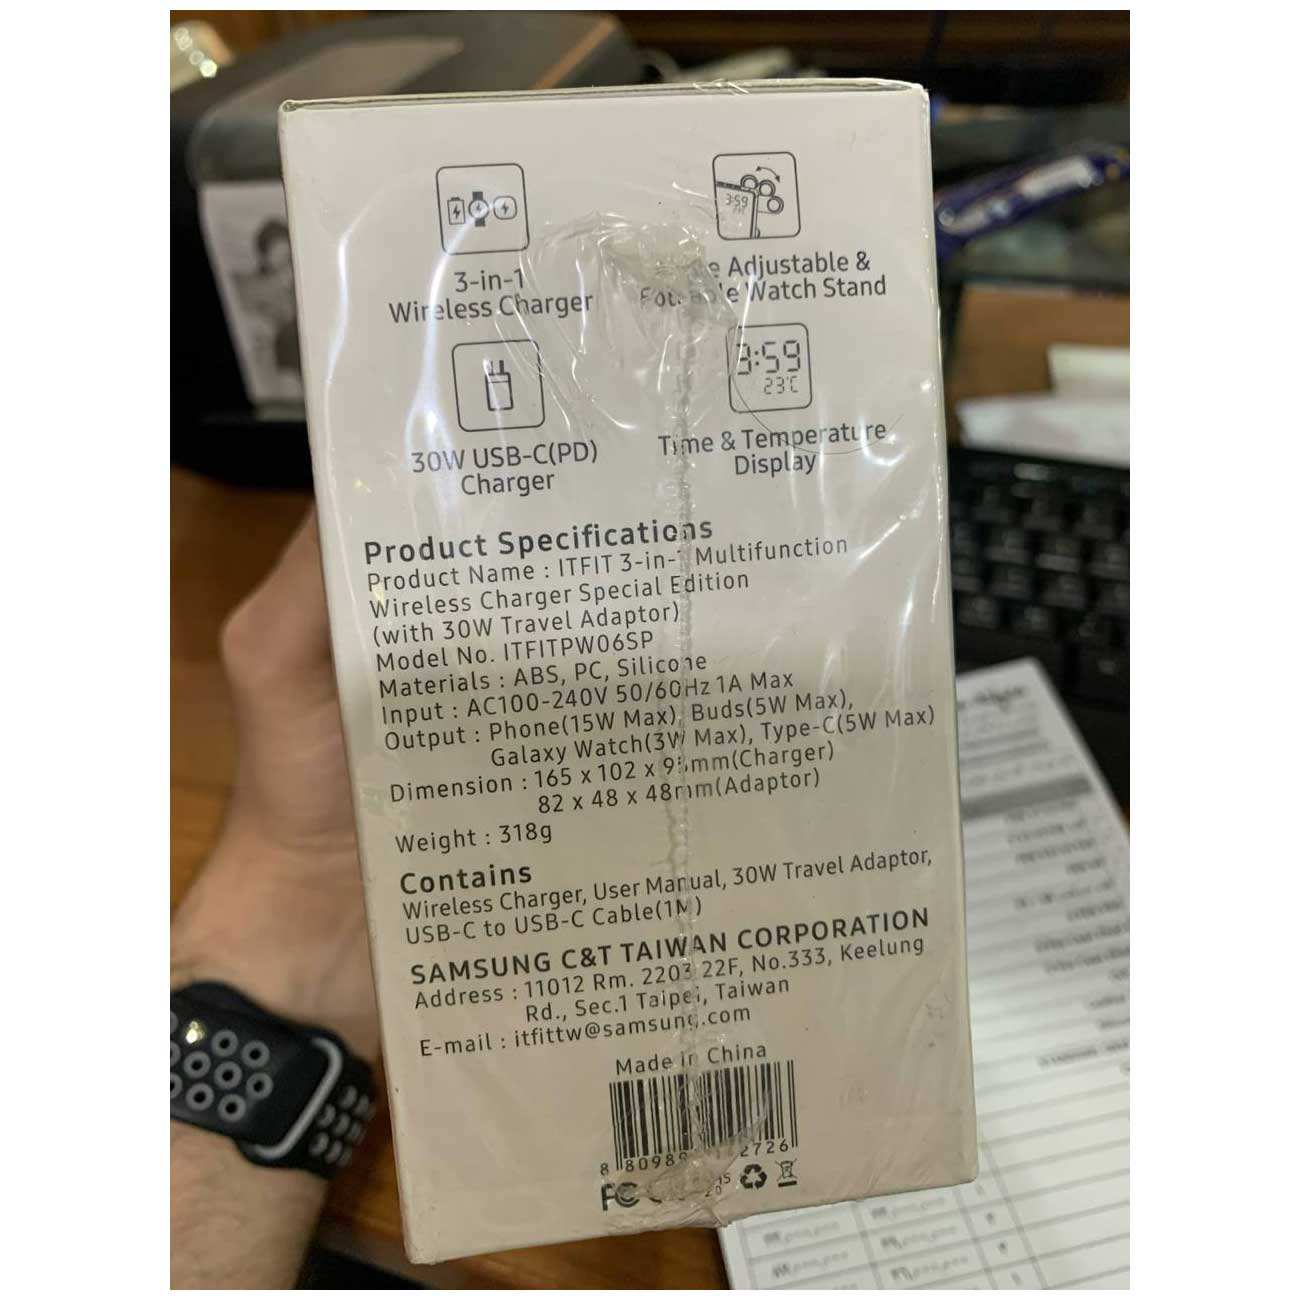 3:59
3-in-1
Wireless Charger
Adjustable &
Watch Stand
3:59
23°C
30W USB-C(PD)
Charger
Time & Temperature
Display
Product Specifications
Product Name : ITFIT 3-in-1 Multifunction
Wireless Charger Special Edition
(with 30W Travel Adaptor)
Model No. ITFITPW06SP
Materials : ABS, PC, Silicone
Input : AC100-240V 50/60Hz 1A Max
Output : Phone(15W Max), Buds(5W Max),
Galaxy Watch(3W Max), Type-C(5W Max)
Dimension : 165 x 102 x mm(Charger)
82 x 48 x 48mm(Adaptor)
Weight : 318g
Contains
Wireless Charger, User Manual, 30W Travel Adaptor,
USB-C to USB-C Cable(1M)
SAMSUNG C&T TAIWAN CORPORATION
Address : 11012 Rm. 2203 22F, No.333, Keelung
Rd., Sec.1 Taipei, Taiwan
E-mail : itfittw@samsung.com
Made in China
FC